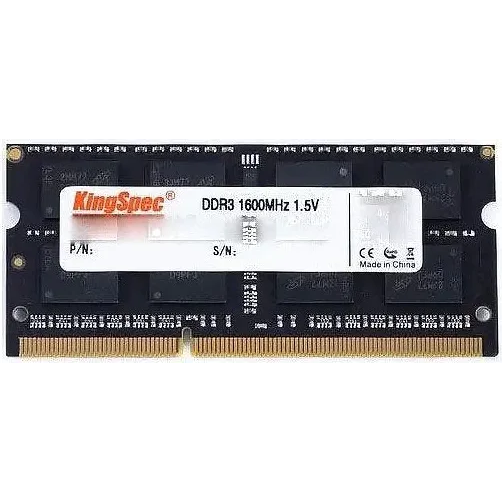 KingSpec®
DDR3 1600MHz 1.5V
P/N:
S/N:
CE
Made in China